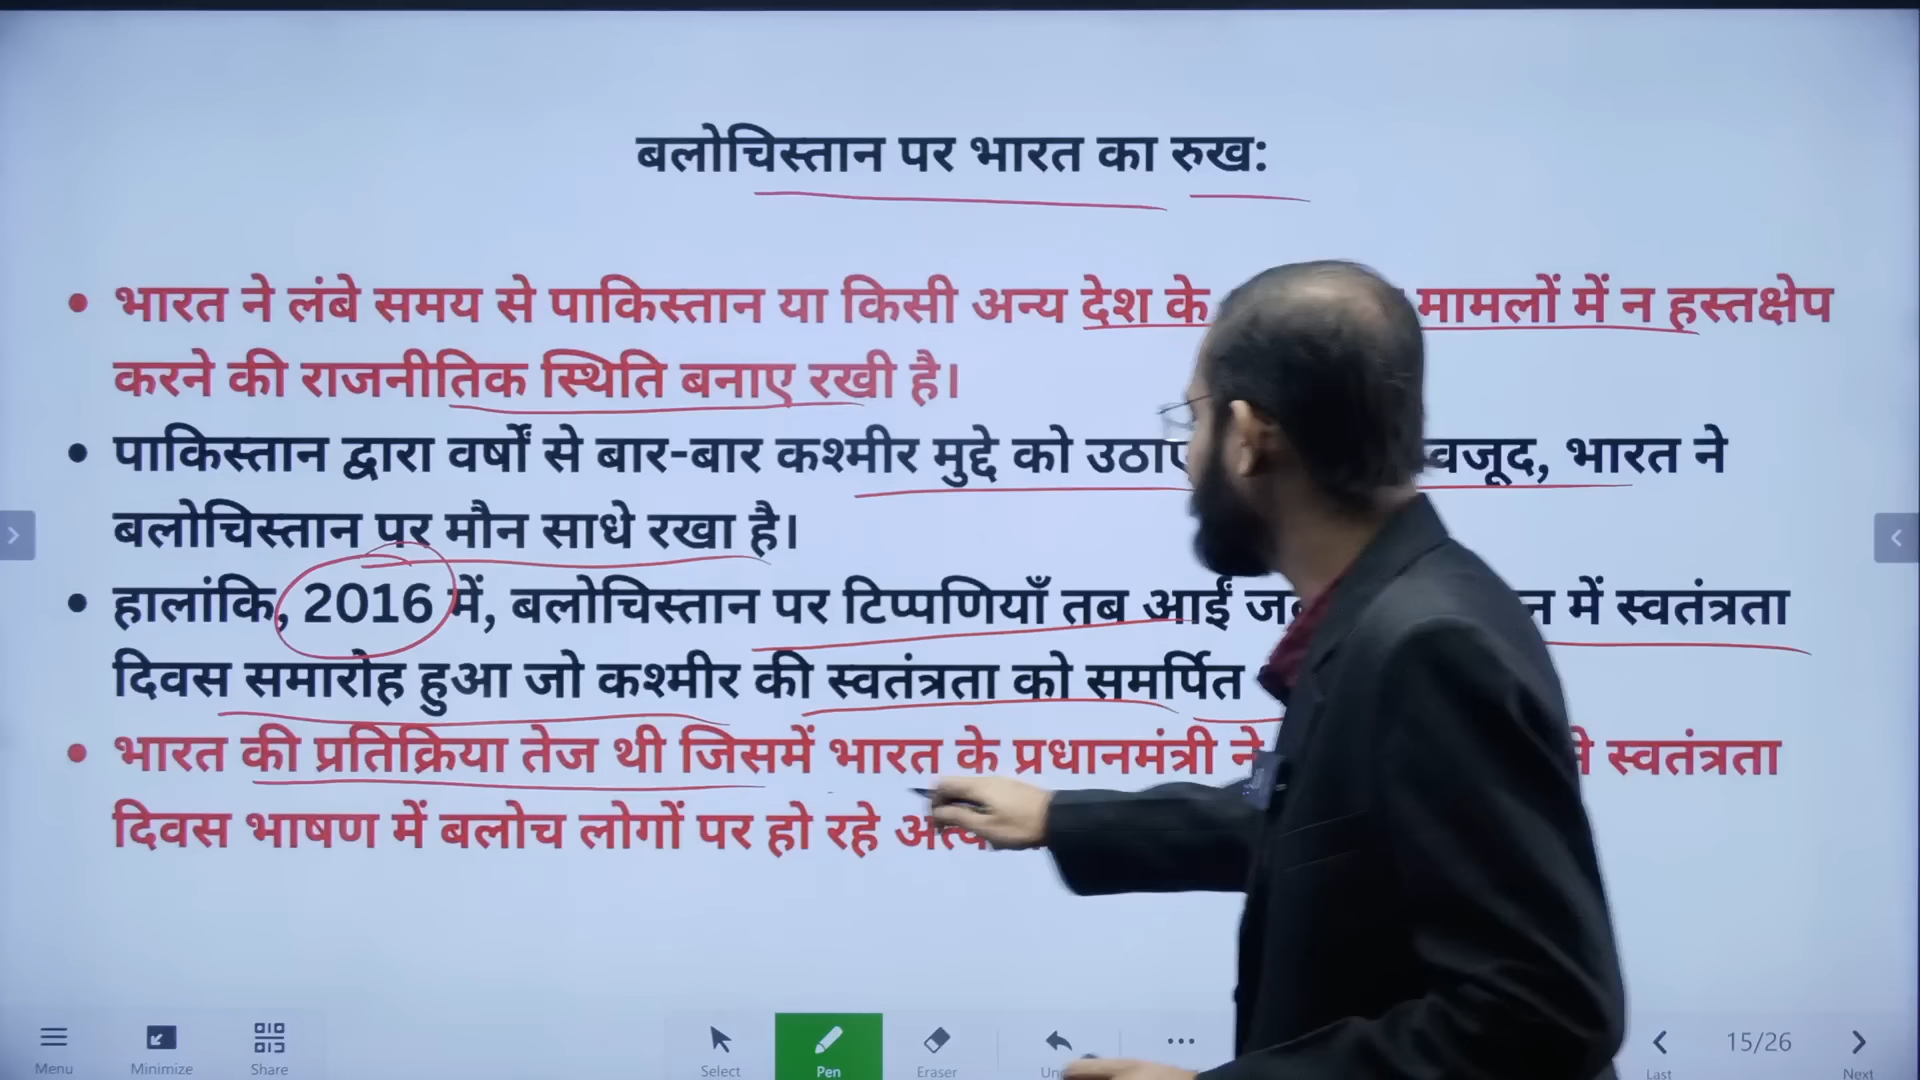 बलोचिस्तान पर भारत का रुख:
भारत ने लंबे समय से पाकिस्तान या किसी अन्य देश के मामलों में न हस्तक्षेप
करने की राजनीतिक स्थिति बनाए रखी है।
पाकिस्तान द्वारा वर्षों से बार-बार कश्मीर मुद्दे को भारत ने
बलोचिस्तान पर मौन साधे रखा है।
हालांकि, 2016 में, बलोचिस्तान पर टिप्पणियाँ तब आईं में स्वतंत्रता
दिवस समारोह हुआ जो कश्मीर की स्वतंत्रता को समर्पित
भारत की प्रतिक्रिया तेज थी जिसमें भारत के प्रधानमंत्री ने स्वतंत्रता
दिवस भाषण में बलोच लोगों पर हो रहे
Menu Minimize Share Select Pen Eraser Last 15/26 Next